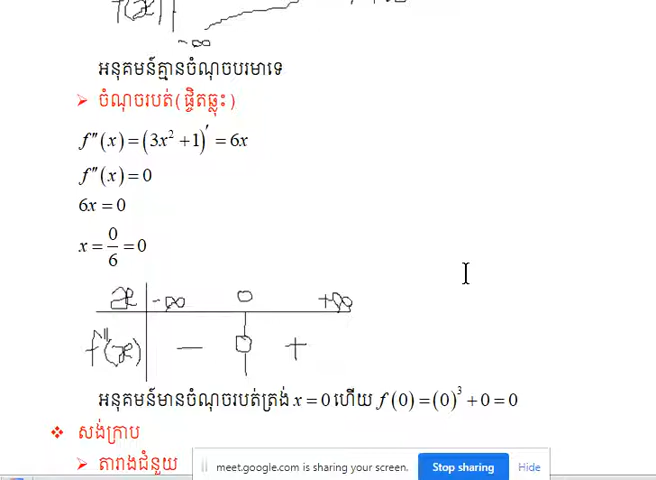 f(x)
-∞
អនុគមន៍គ្មានចំណុចបរមាទេ
➢ ចំណុចរបត់(ផ្ចិតឆ្លុះ)
f″(x) = (3x² + 1)′ = 6x
f″(x) = 0
6x = 0
x = 0/6 = 0
x -∞ 0 +∞
f″(x) − 0 +
អនុគមន៍មានចំណុចរបត់ត្រង់ x = 0 ហើយ f(0) = (0)³ + 0 = 0
❖ សង់ក្រាប
➢ តារាងជំនួយ
meet.google.com is sharing your screen. Stop sharing Hide